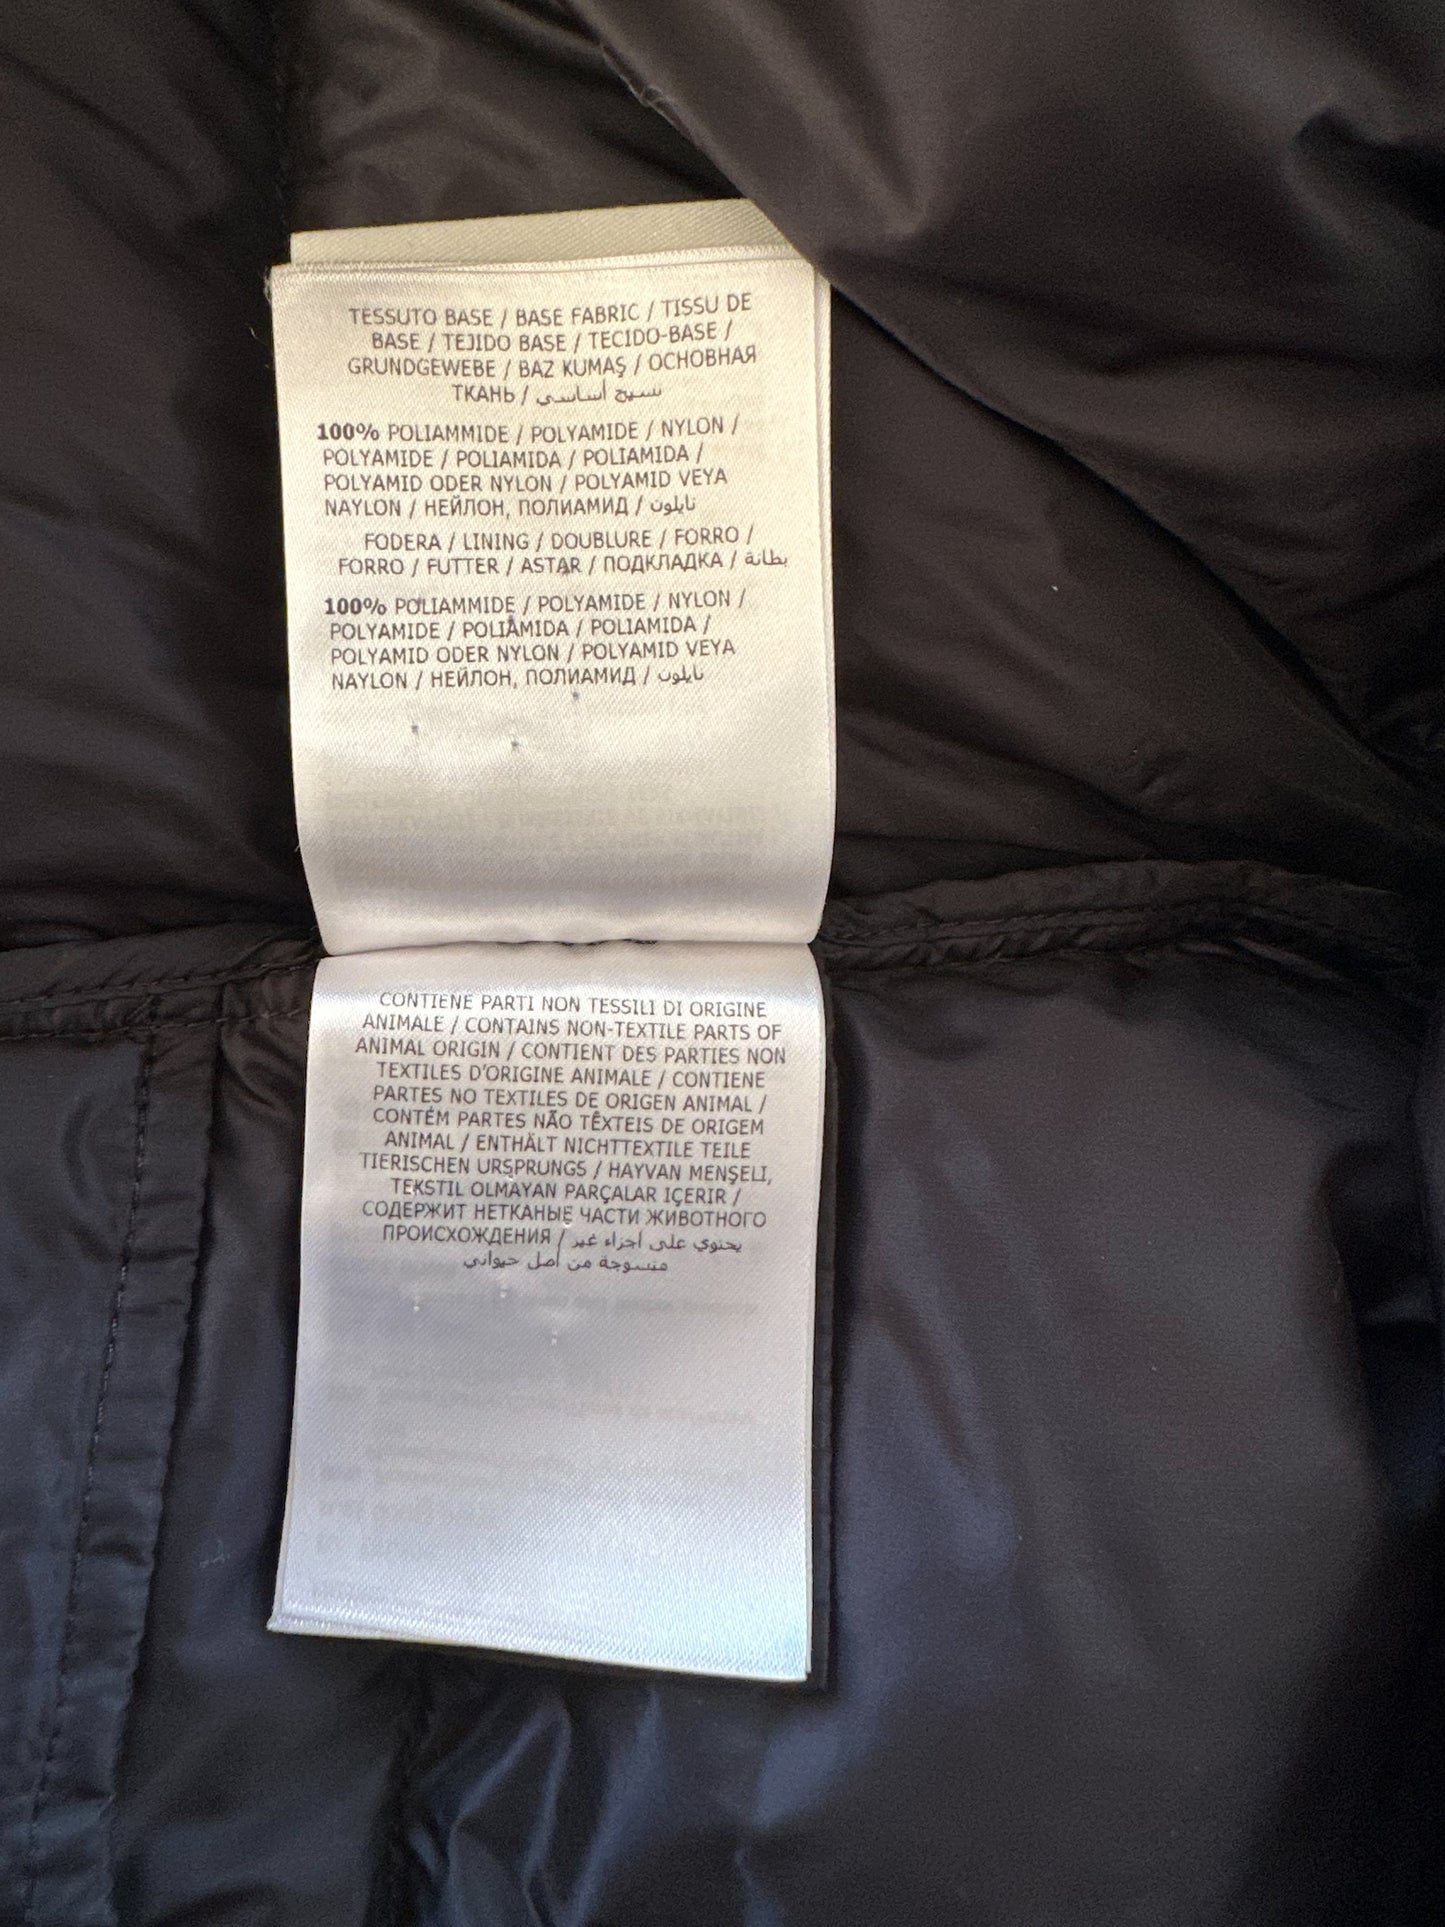 TESSUTO BASE / BASE FABRIC / TISSU DE
BASE / TEJIDO BASE / TECIDO-BASE /
GRUNDGEWEBE / BAZ KUMAŞ / ОСНОВНАЯ
ТКАНЬ / نسيج أساسي
100% POLIAMMIDE / POLYAMIDE / NYLON /
POLYAMIDE / POLIAMIDA / POLIAMIDA /
POLYAMID ODER NYLON / POLYAMID VEYA
NAYLON / НЕЙЛОН, ПОЛИАМИД / نايلون
FODERA / LINING / DOUBLURE / FORRO /
FORRO / FUTTER / ASTAR / ПОДКЛАДКА / بطانة
100% POLIAMMIDE / POLYAMIDE / NYLON /
POLYAMIDE / POLIAMIDA / POLIAMIDA /
POLYAMID ODER NYLON / POLYAMID VEYA
NAYLON / НЕЙЛОН, ПОЛИАМИД / نايلون
CONTIENE PARTI NON TESSILI DI ORIGINE
ANIMALE / CONTAINS NON-TEXTILE PARTS OF
ANIMAL ORIGIN / CONTIENT DES PARTIES NON
TEXTILES D'ORIGINE ANIMALE / CONTIENE
PARTES NO TEXTILES DE ORIGEN ANIMAL /
CONTÉM PARTES NÃO TÊXTEIS DE ORIGEM
ANIMAL / ENTHÄLT NICHTTEXTILE TEILE
TIERISCHEN URSPRUNGS / HAYVAN MENŞELI,
TEKSTIL OLMAYAN PARÇALAR IÇERIR /
СОДЕРЖИТ НЕТКАНЫЕ ЧАСТИ ЖИВОТНОГО
ПРОИСХОЖДЕНИЯ / يحتوي على أجزاء غير
منسوجة من أصل حيواني